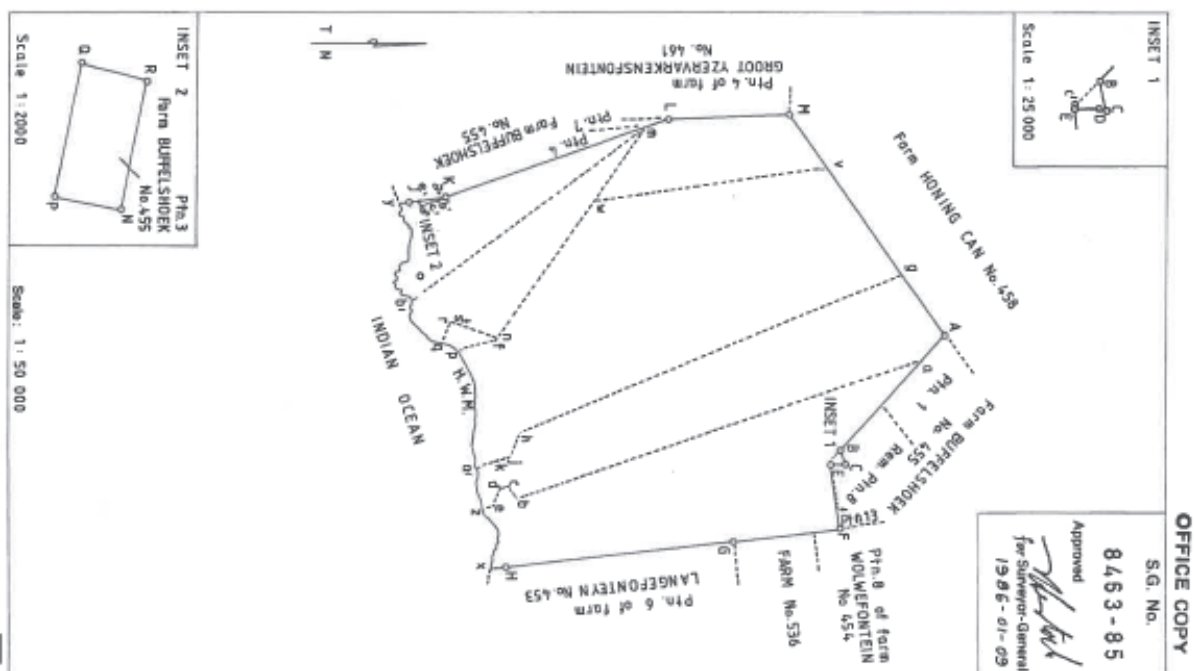 OFFICE COPY
S.G. No.
8463-85
Approved
for Surveyor-General
1986-01-09
INSET 1
Scale 1:25 000
B
C
D
E
Farm HONING CAN No. 458
Ptn. 4 of farm
GROOT YZERVARKENSFONTEIN
No. 461
M
L
v
g
A
a
Ptn. 7
Ptn. 4
Farm BUFFELSHOEK
No. 455
m
w
K
y
INSET 2
n
f
q
p
H.W.M.
INDIAN OCEAN
h
j
k
d
c
b
e
z
x
H
G
F
INSET 1
B
C
E
Ptn. 1
No. 455
Rem. Ptn. 8
Farm BUFFELSHOEK
Ptn. 8 of farm
WOLWEFONTEIN
No 454
FARM No. 536
Ptn. 6 of farm
LANGEFONTEYN No. 453
T
N
INSET 2
Ptn. 3
Farm BUFFELSHOEK
No. 455
R
Q
N
P
Scale 1:2000
Scale: 1:50 000